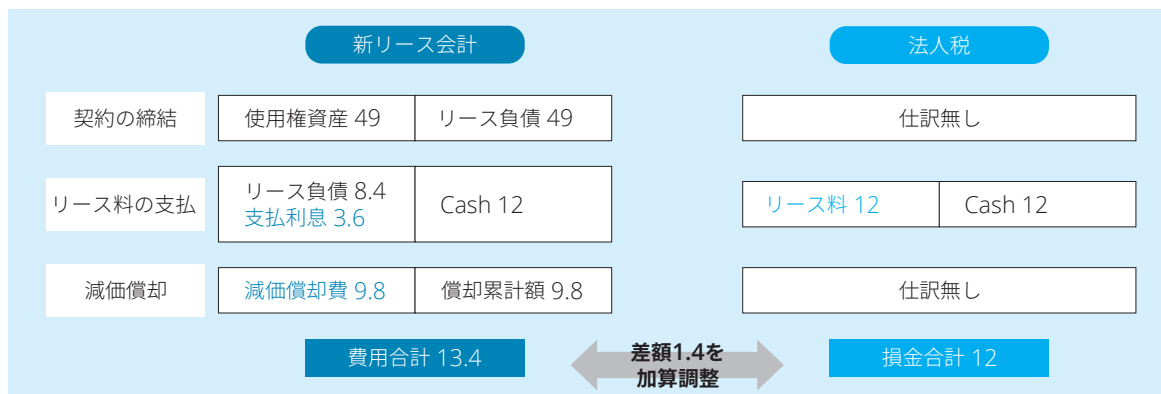 新リース会計
法人税
契約の締結
使用権資産 49
リース負債 49
仕訳無し
リース料の支払
リース負債 8.4
支払利息 3.6
Cash 12
リース料 12
Cash 12
減価償却
減価償却費 9.8
償却累計額 9.8
仕訳無し
費用合計 13.4
差額1.4を
加算調整
損金合計 12